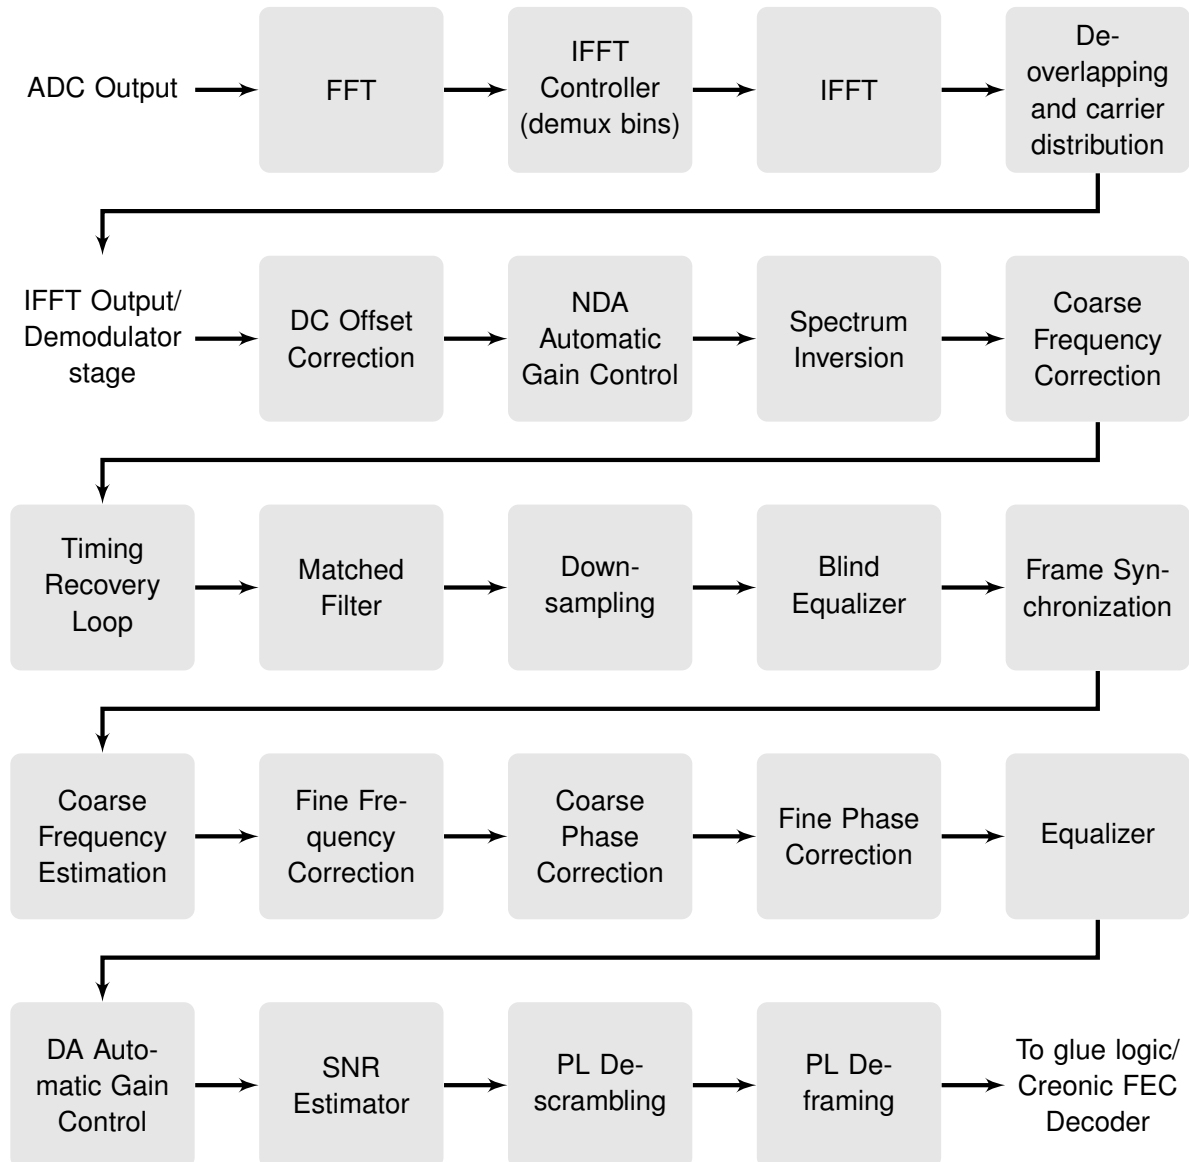 ADC Output
FFT
IFFT
Controller
(demux bins)
IFFT
De-
overlapping
and carrier
distribution
IFFT Output/
Demodulator
stage
DC Offset
Correction
NDA
Automatic
Gain Control
Spectrum
Inversion
Coarse
Frequency
Correction
Timing
Recovery
Loop
Matched
Filter
Down-
sampling
Blind
Equalizer
Frame Syn-
chronization
Coarse
Frequency
Estimation
Fine Fre-
quency
Correction
Coarse
Phase
Correction
Fine Phase
Correction
Equalizer
DA Auto-
matic Gain
Control
SNR
Estimator
PL De-
scrambling
PL De-
framing
To glue logic/
Creonic FEC
Decoder